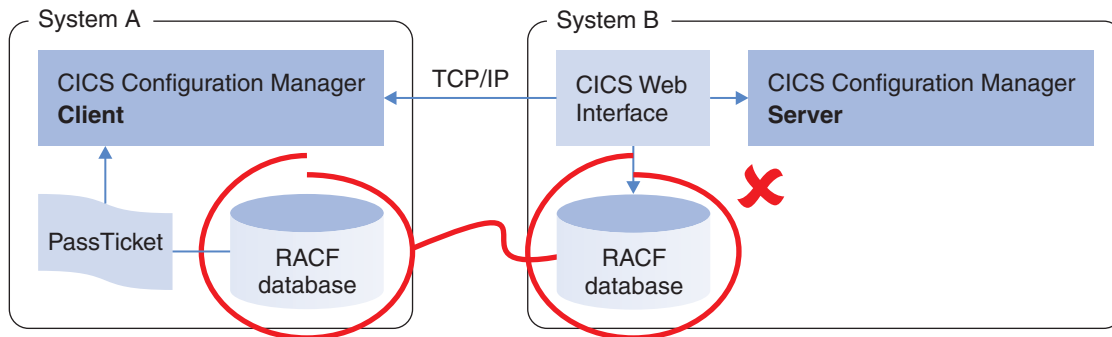 System A
System B
CICS Configuration Manager
Client
TCP/IP
CICS Web
Interface
CICS Configuration Manager
Server
PassTicket
RACF
database
RACF
database